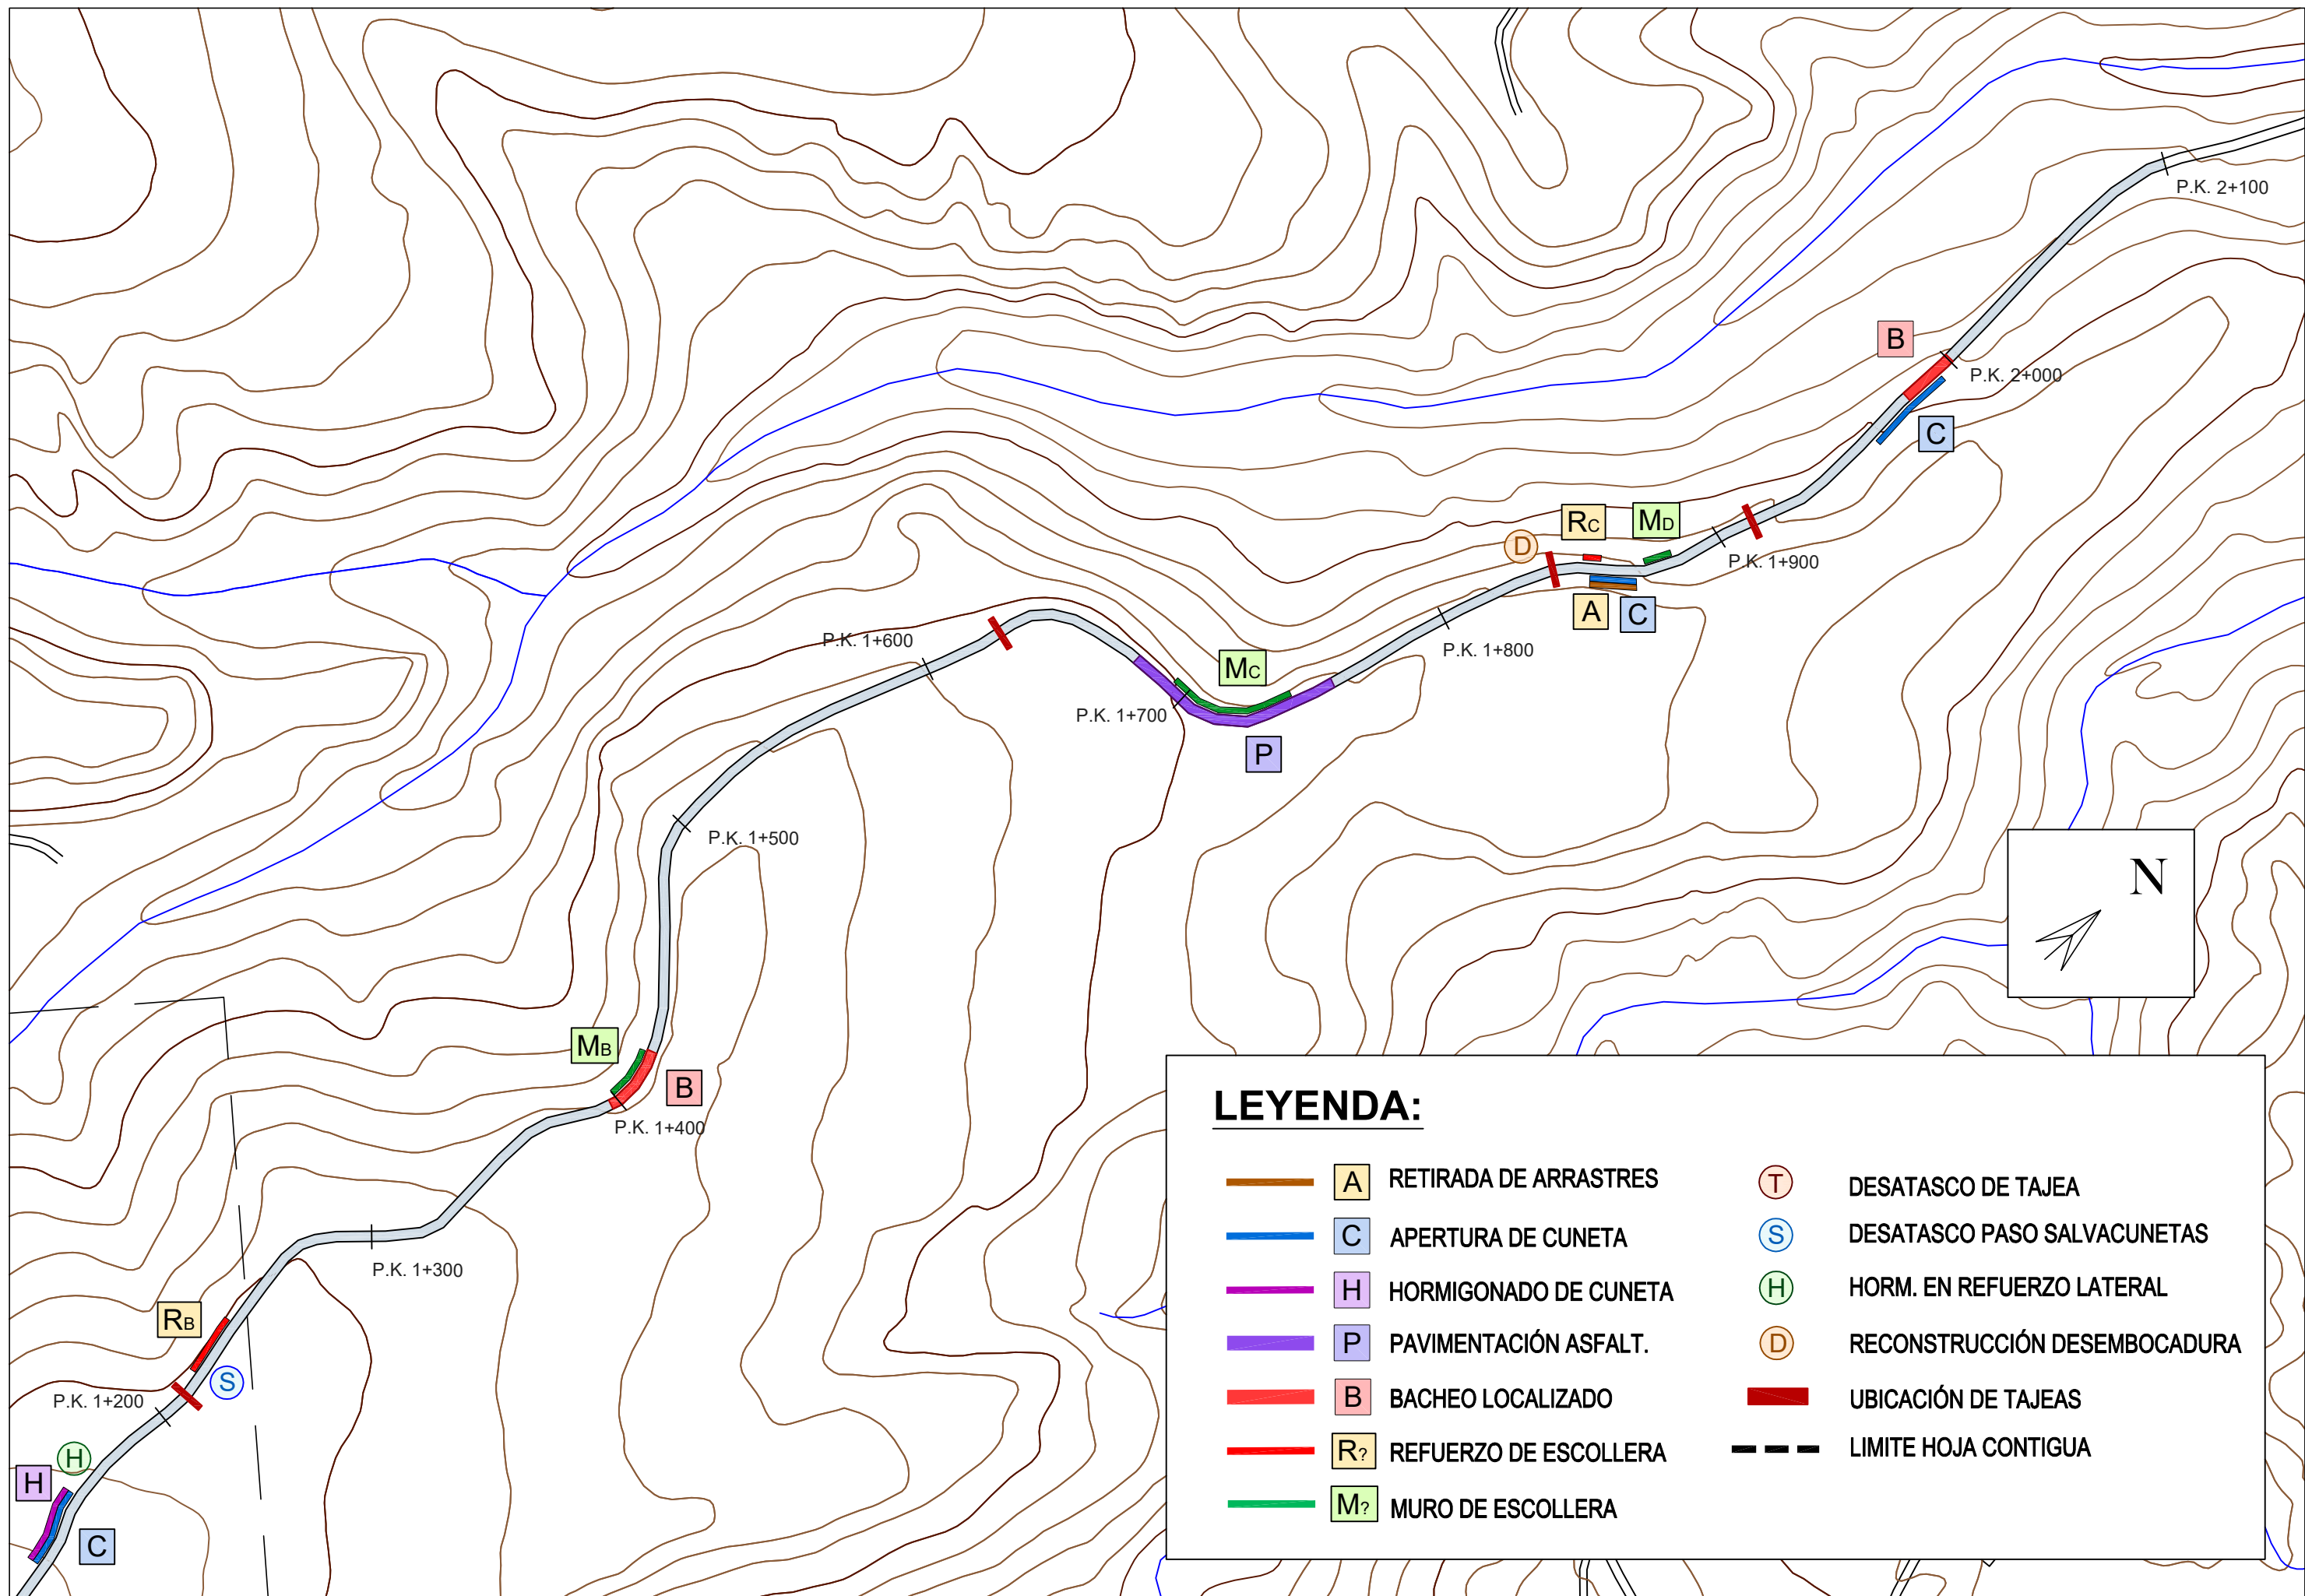 P.K. 2+100
B
P.K. 2+000
C
RC
MD
D
P.K. 1+900
A
C
P.K. 1+600
P.K. 1+800
MC
P.K. 1+700
P
P.K. 1+500
N
MB
B
P.K. 1+400
P.K. 1+300
RB
S
P.K. 1+200
H
H
C
LEYENDA:
A RETIRADA DE ARRASTRES
C APERTURA DE CUNETA
H HORMIGONADO DE CUNETA
P PAVIMENTACIÓN ASFALT.
B BACHEO LOCALIZADO
R? REFUERZO DE ESCOLLERA
M? MURO DE ESCOLLERA
T DESATASCO DE TAJEA
S DESATASCO PASO SALVACUNETAS
H HORM. EN REFUERZO LATERAL
D RECONSTRUCCIÓN DESEMBOCADURA
UBICACIÓN DE TAJEAS
LIMITE HOJA CONTIGUA